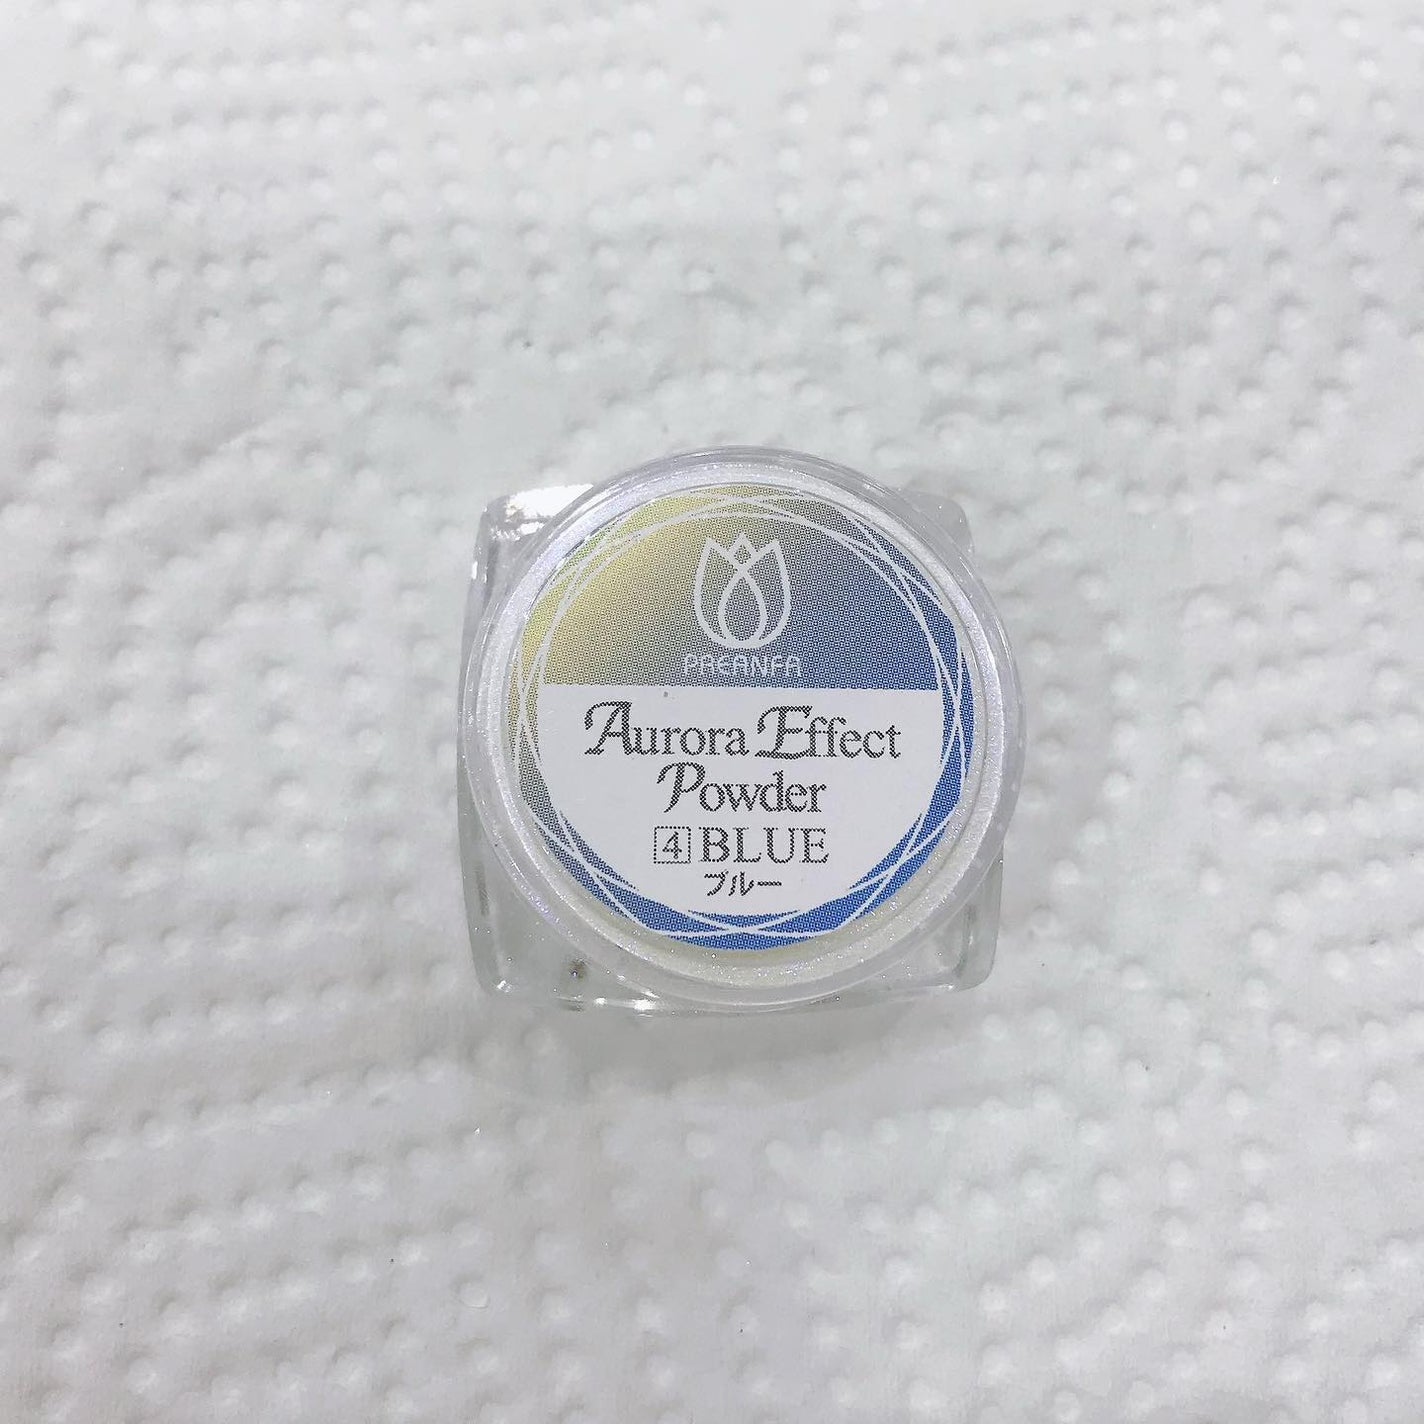 PREANFA
Aurora Effect
Powder
4 BLUE
ブルー